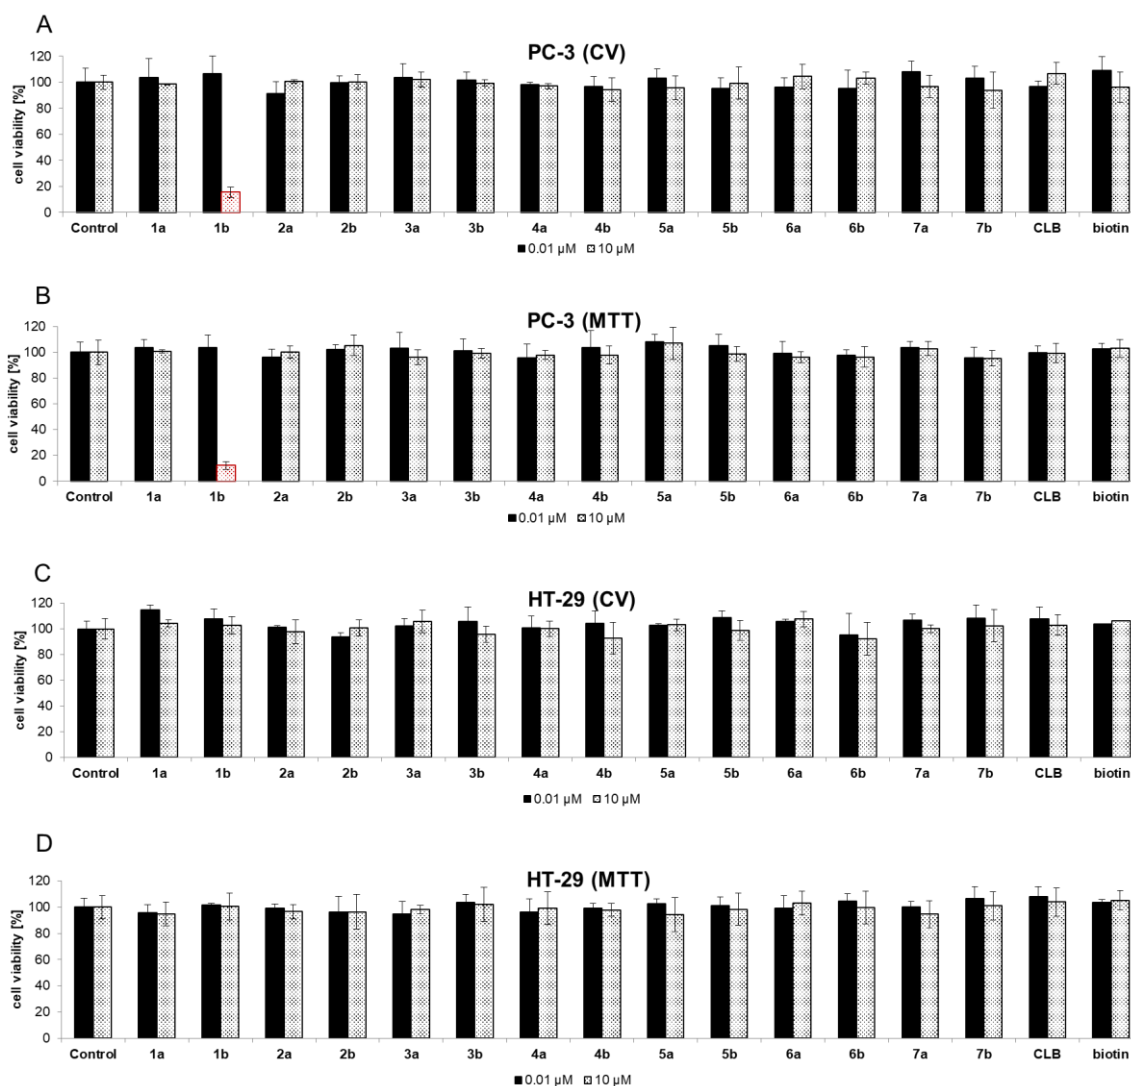 A
PC-3 (CV)
cell viability [%]
120
100
80
60
40
20
0
Control 1a 1b 2a 2b 3a 3b 4a 4b 5a 5b 6a 6b 7a 7b CLB biotin
0.01 µM 10 µM
B
PC-3 (MTT)
cell viability [%]
120
100
80
60
40
20
0
Control 1a 1b 2a 2b 3a 3b 4a 4b 5a 5b 6a 6b 7a 7b CLB biotin
0.01 µM 10 µM
C
HT-29 (CV)
cell viability [%]
120
100
80
60
40
20
0
Control 1a 1b 2a 2b 3a 3b 4a 4b 5a 5b 6a 6b 7a 7b CLB biotin
0.01 µM 10 µM
D
HT-29 (MTT)
cell viability [%]
120
100
80
60
40
20
0
Control 1a 1b 2a 2b 3a 3b 4a 4b 5a 5b 6a 6b 7a 7b CLB biotin
0.01 µM 10 µM